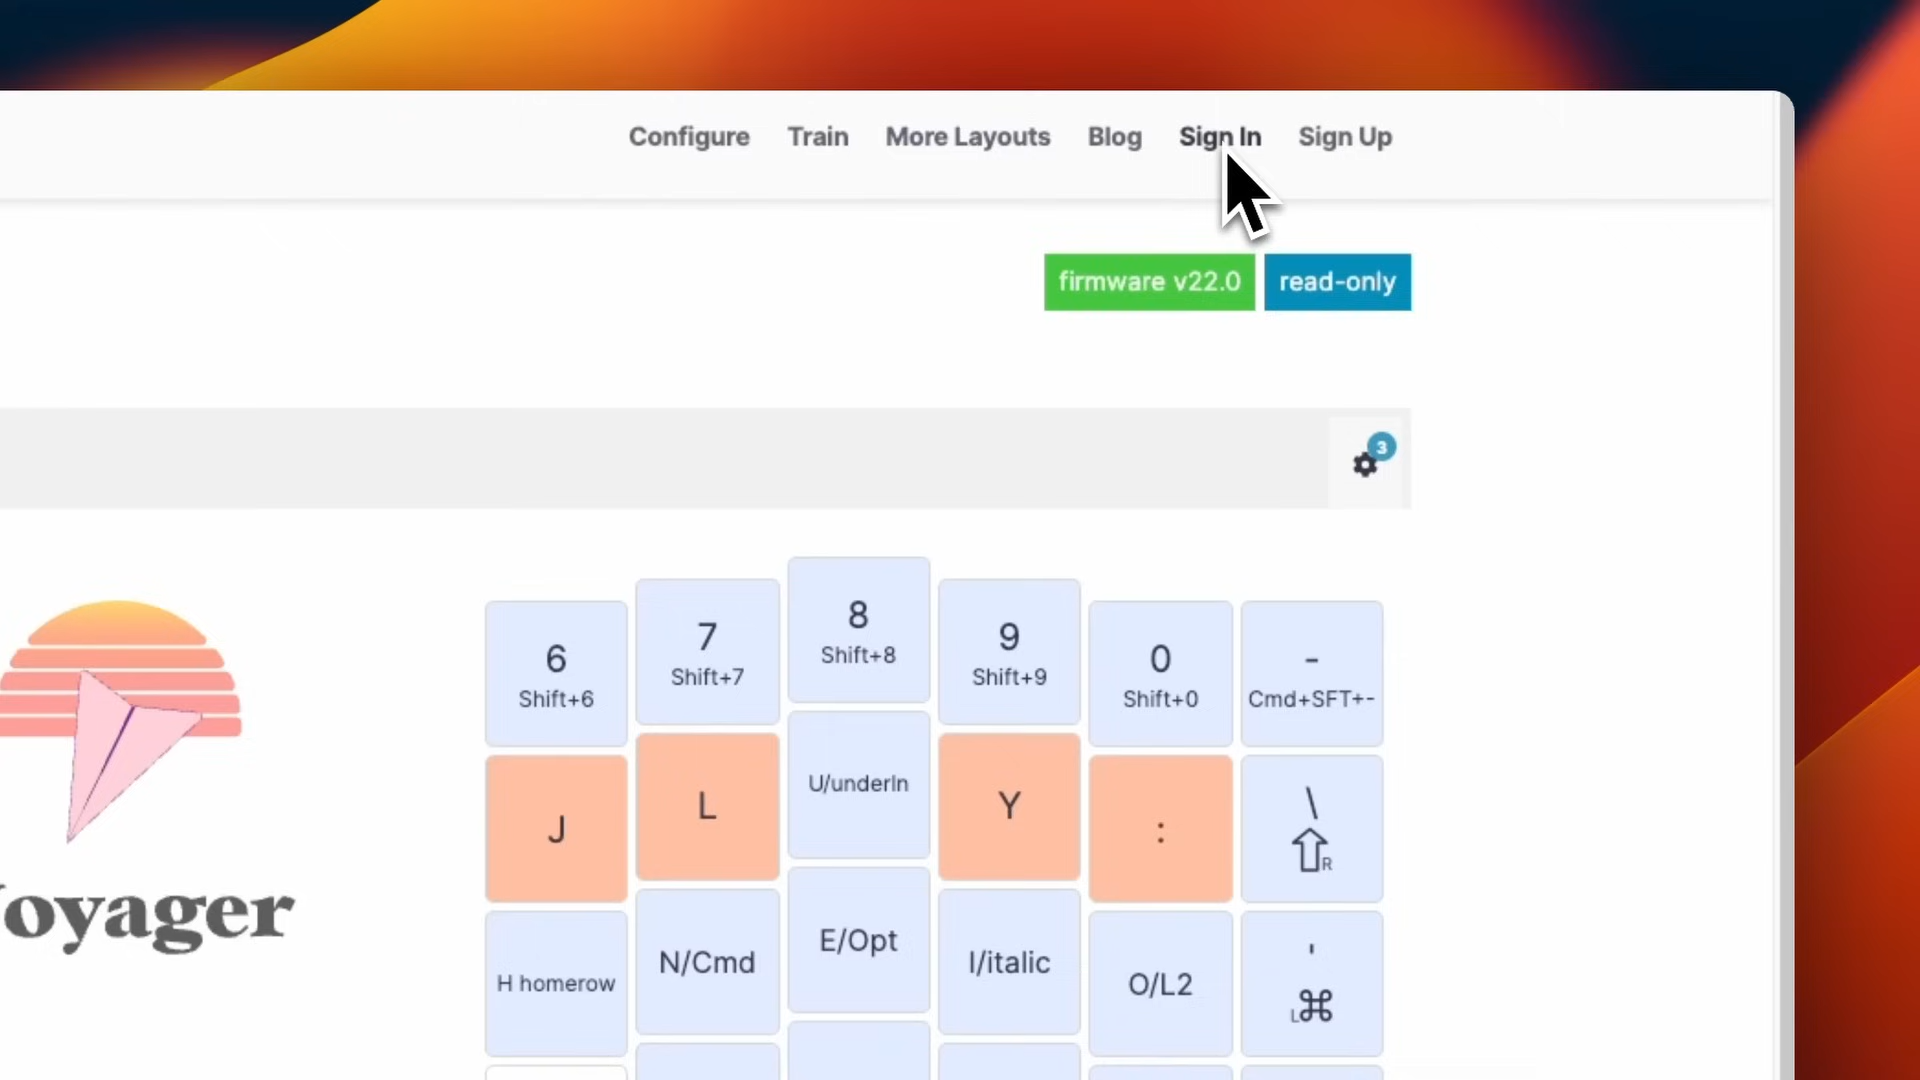 Configure Train More Layouts Blog Sign In Sign Up
firmware v22.0 read-only
3
6
Shift+6
7
Shift+7
8
Shift+8
9
Shift+9
0
Shift+0
-
Cmd+SFT+-
J
L
U/underln
Y
:
\
R
oyager
H homerow
N/Cmd
E/Opt
I/italic
O/L2
'
L⌘